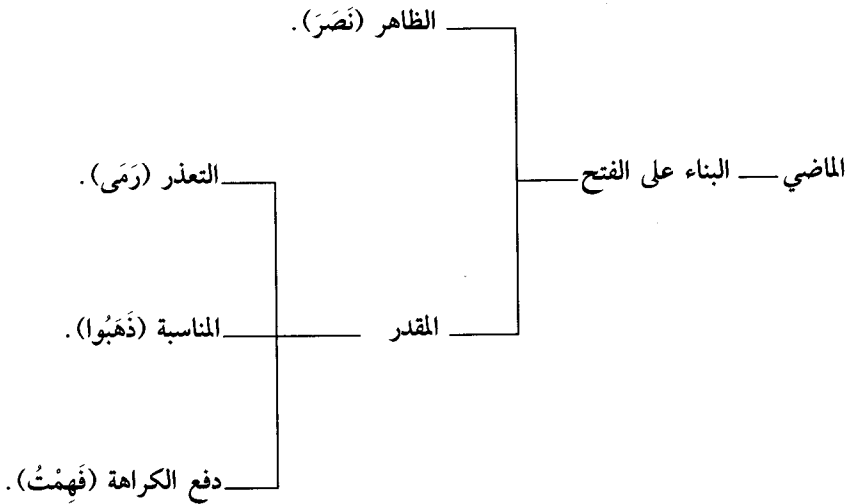 الظاهر (نَصَرَ).
الماضي — البناء على الفتح
التعذر (رَمَى).
المقدر
المناسبة (ذَهَبُوا).
دفع الكراهة (فَهِمْتُ).